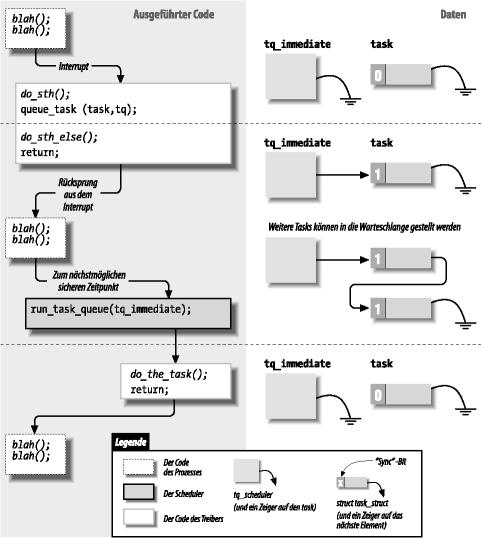 Ausgeführter Code
Daten
blah();
blah();
Interrupt
do_sth();
queue_task (task,tq);
do_sth_else();
return;
Rücksprung
aus dem
Interrupt
blah();
blah();
Zum nächstmöglichen
sicheren Zeitpunkt
run_task_queue(tq_immediate);
do_the_task();
return;
blah();
blah();
tq_immediate
task
0
tq_immediate
task
1
Weitere Tasks können in die Warteschlange gestellt werden
1
1
tq_immediate
task
0
Legende
Der Code
des Prozesses
Der Scheduler
Der Code des Treibers
tq_scheduler
(und ein Zeiger auf den task)
"Sync"-Bit
X
struct task_struct
(und ein Zeiger auf das
nächste Element)